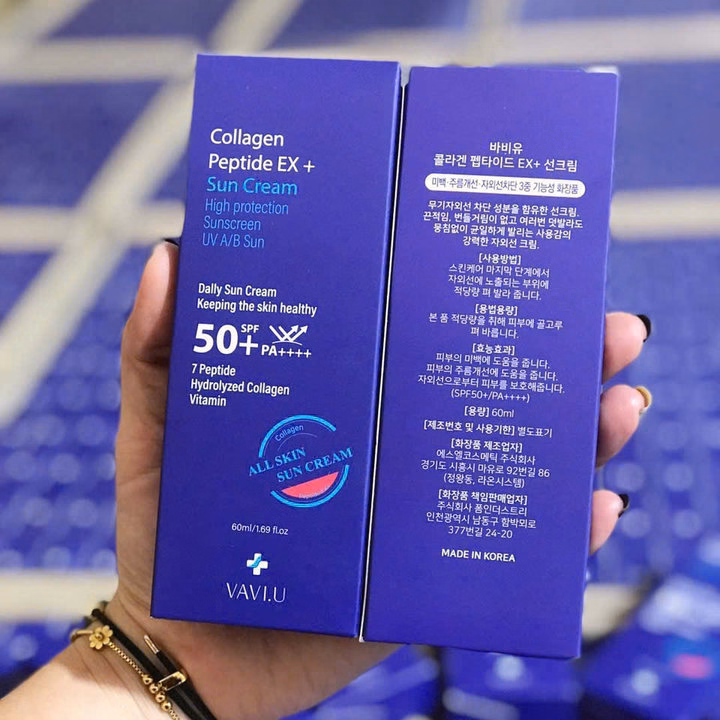 Collagen
Peptide EX +
Sun Cream
High protection
Sunscreen
UV A/B Sun
Daily Sun Cream
Keeping the skin healthy
50+ SPF
PA++++
7 Peptide
Hydrolyzed Collagen
Vitamin
Collagen
ALL SKIN
SUN CREAM
60ml/1.69 fl.oz
VAVI.U
바비유
콜라겐 펩타이드 EX+ 선크림
미백·주름개선·자외선차단 3중 기능성 화장품
무기자외선 차단 성분을 함유한 선크림.
끈적임, 번들거림이 없고 여러번 덧발라도
뭉침없이 균일하게 발리는 사용감의
강력한 자외선 크림.
[사용방법]
스킨케어 마지막 단계에서
자외선에 노출되는 부위에
적당량 펴 발라 줍니다.
[용법용량]
본 품 적당량을 취해 피부에 골고루
펴 바릅니다.
[효능효과]
피부의 미백에 도움을 줍니다.
피부의 주름개선에 도움을 줍니다.
자외선으로부터 피부를 보호해줍니다.
(SPF50+/PA++++)
[용량] 60ml
[제조번호 및 사용기한] 별도표기
[화장품 제조업자]
에스엘코스메틱 주식회사
경기도 시흥시 마유로 92번길 86
(정왕동, 라온시스템)
[화장품 책임판매업자]
주식회사 폼인더스트리
인천광역시 남동구 함박뫼로
377번길 24-20
MADE IN KOREA